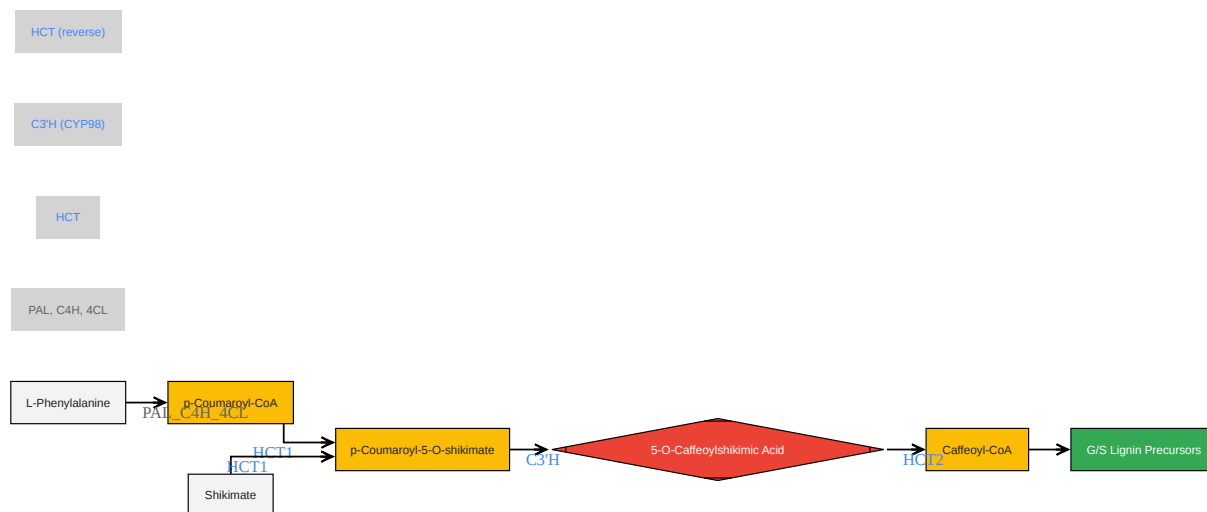 HCT (reverse)
C3'H (CYP98)
HCT
PAL, C4H, 4CL
L-Phenylalanine
p-Coumaroyl-CoA
PAL_C4H_4CL
HCT1
HCT1
Shikimate
p-Coumaroyl-5-O-shikimate
C3'H
5-O-Caffeoylshikimic Acid
HCT2
Caffeoyl-CoA
G/S Lignin Precursors